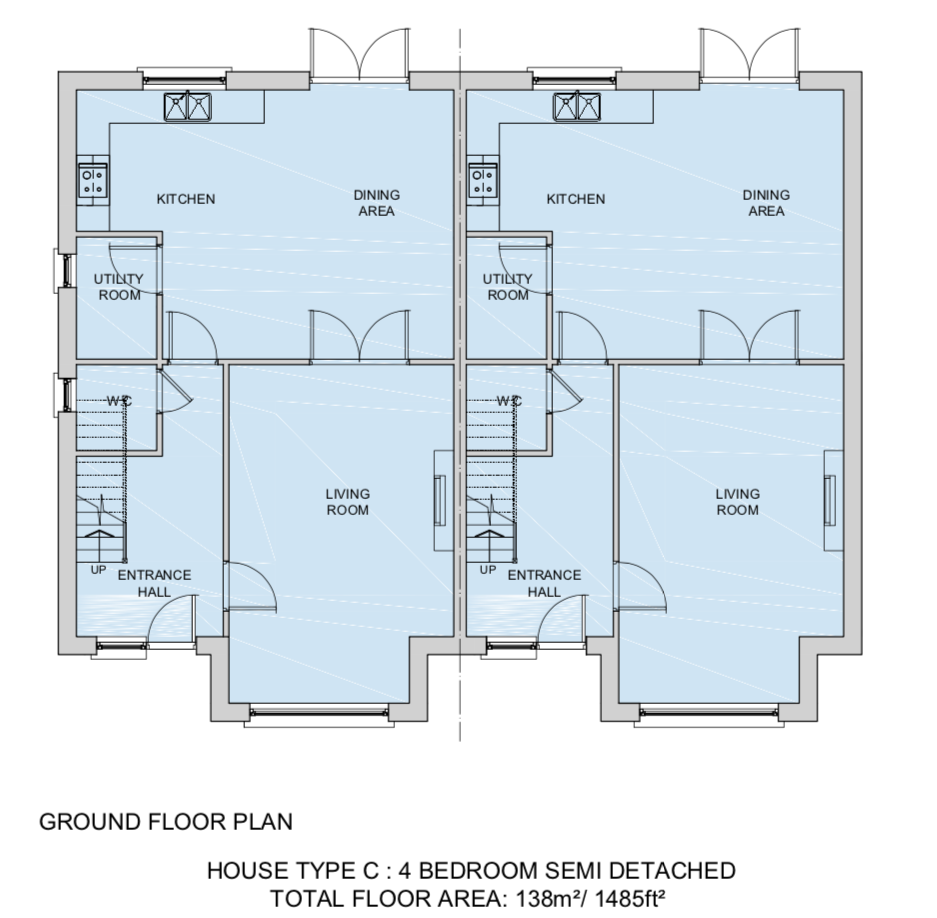 KITCHEN
DINING
AREA
KITCHEN
DINING
AREA
UTILITY
ROOM
UTILITY
ROOM
WC
WC
LIVING
ROOM
LIVING
ROOM
UP
ENTRANCE
HALL
UP
ENTRANCE
HALL
GROUND FLOOR PLAN
HOUSE TYPE C : 4 BEDROOM SEMI DETACHED
TOTAL FLOOR AREA: 138m²/ 1485ft²